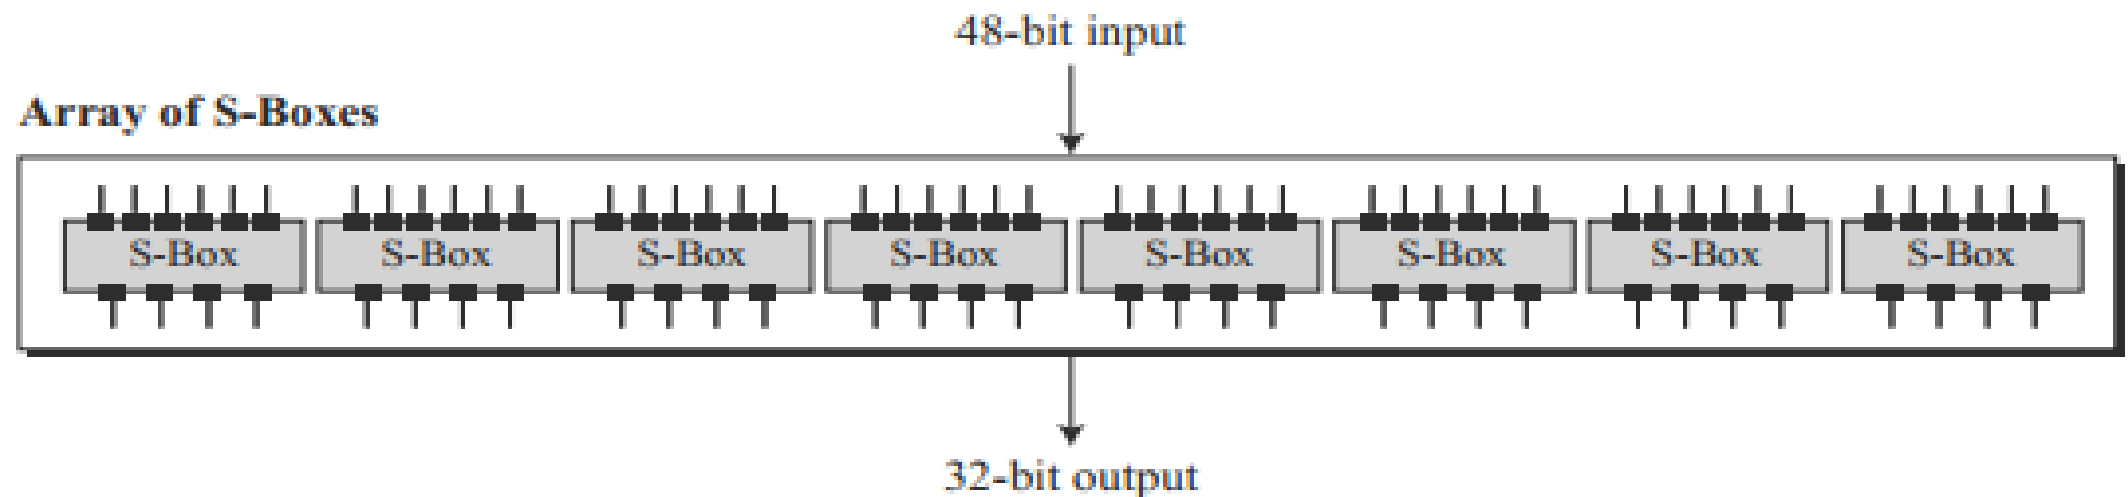 48-bit input
Array of S-Boxes
S-Box S-Box S-Box S-Box S-Box S-Box S-Box S-Box
32-bit output